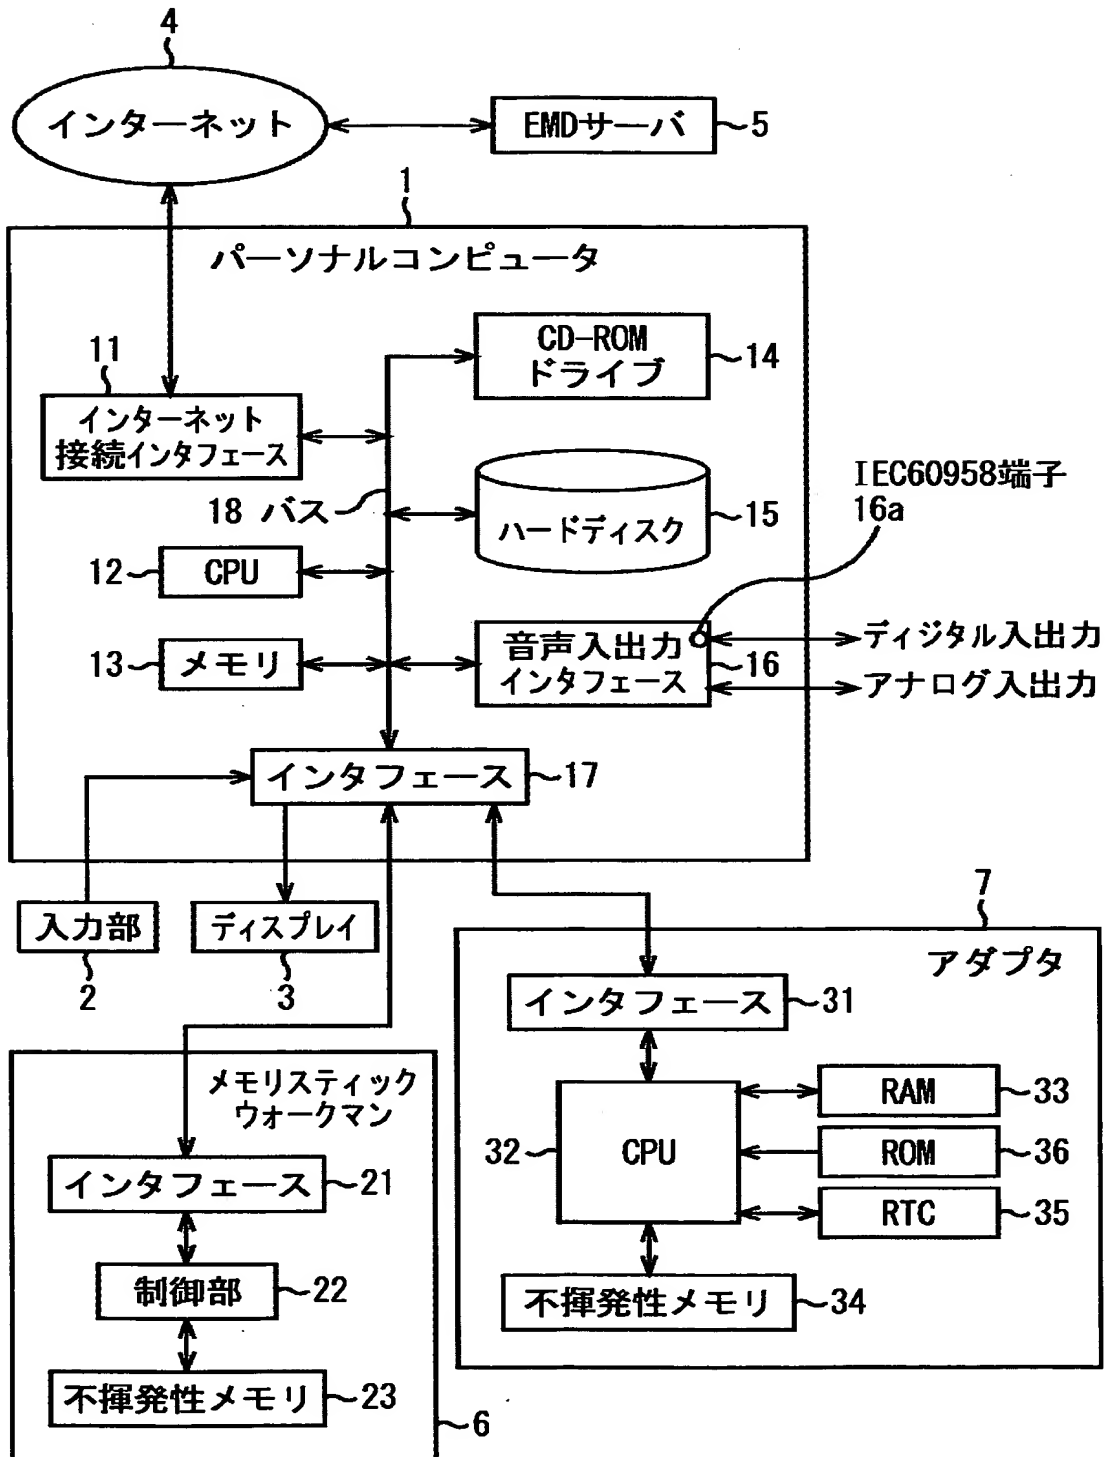 4
インターネット
EMDサーバ
5
1
パーソナルコンピュータ
11
インターネット
接続インタフェース
CD-ROM
ドライブ
14
18 バス
ハードディスク
15
IEC60958端子
16a
12
CPU
13
メモリ
音声入出力
インタフェース
16
ディジタル入出力
アナログ入出力
インタフェース
17
入力部
2
ディスプレイ
3
7
アダプタ
インタフェース
31
メモリスティック
ウォークマン
32
CPU
RAM
33
ROM
36
RTC
35
インタフェース
21
制御部
22
不揮発性メモリ
34
不揮発性メモリ
23
6